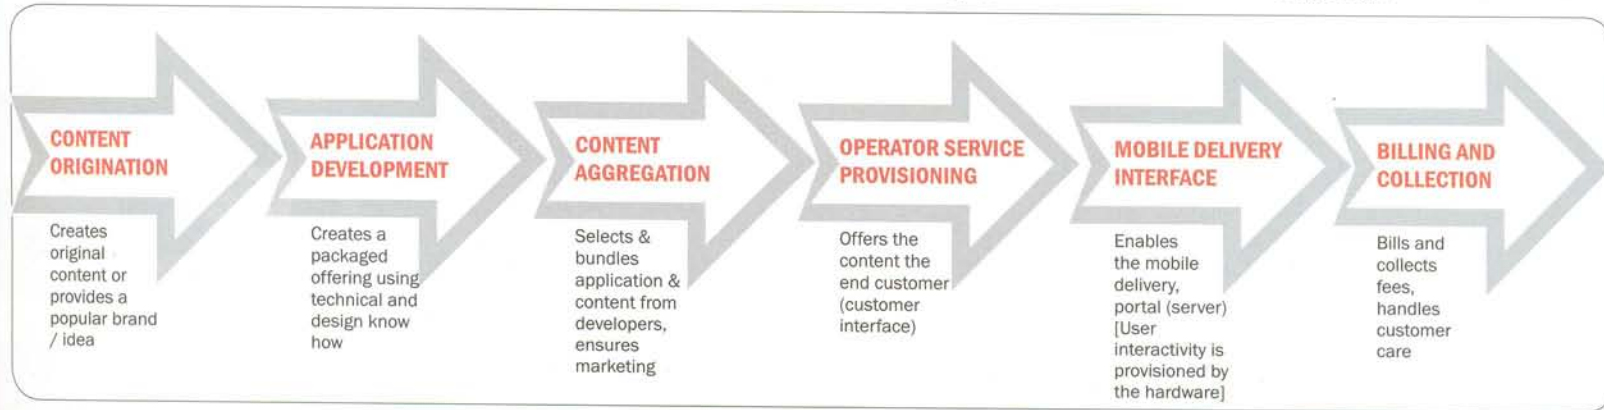 CONTENT
ORIGINATION
Creates
original
content or
provides a
popular brand
/ idea
APPLICATION
DEVELOPMENT
Creates a
packaged
offering using
technical and
design know
how
CONTENT
AGGREGATION
Selects &
bundles
application &
content from
developers,
ensures
marketing
OPERATOR SERVICE
PROVISIONING
Offers the
content the
end customer
(customer
interface)
MOBILE DELIVERY
INTERFACE
Enables
the mobile
delivery,
portal (server)
[User
interactivity is
provisioned by
the hardware]
BILLING AND
COLLECTION
Bills and
collects
fees,
handles
customer
care